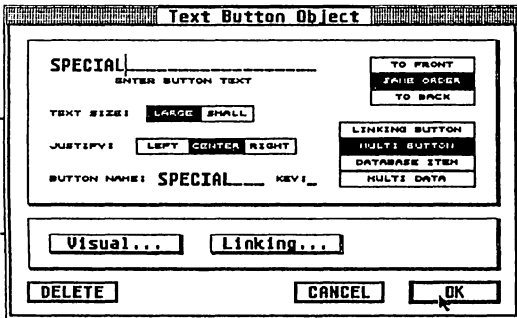 Text Button Object
SPECIAL
ENTER BUTTON TEXT
TO FRONT
SAME ORDER
TO BACK
TEXT SIZE: LARGE SMALL
JUSTIFY: LEFT CENTER RIGHT
LINKING BUTTON
MULTI BUTTON
DATABASE ITEM
MULTI DATA
BUTTON NAME: SPECIAL___ KEY:_
Visual... Linking...
DELETE CANCEL OK